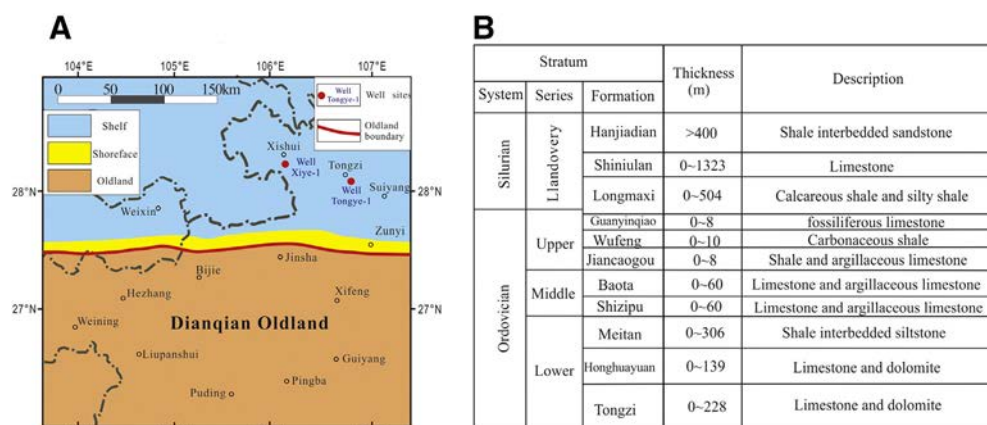 A
104°E 105°E 106°E 107°E
0 50 100 150km
Well Tongye-1 Well sites
Oldland boundary
Shelf
Shoreface
Oldland
Xishui
Well Xiye-1
Tongzi
Well Tongye-1
Suiyang
28°N 28°N
Weixin
Zunyi
Jinsha
Bijie
Hezhang
Xifeng
27°N 27°N
Weining
Dianqian Oldland
Liupanshui
Guiyang
Pingba
Puding
B
Stratum Thickness (m) Description
System Series Formation
Silurian Llandovery Hanjiadian >400 Shale interbedded sandstone
Shiniulan 0~1323 Limestone
Longmaxi 0~504 Calcareous shale and silty shale
Ordovician Upper Guanyinqiao 0~8 fossiliferous limestone
Wufeng 0~10 Carbonaceous shale
Jiancaogou 0~8 Shale and argillaceous limestone
Middle Baota 0~60 Limestone and argillaceous limestone
Shizipu 0~60 Limestone and argillaceous limestone
Lower Meitan 0~306 Shale interbedded siltstone
Honghuayuan 0~139 Limestone and dolomite
Tongzi 0~228 Limestone and dolomite